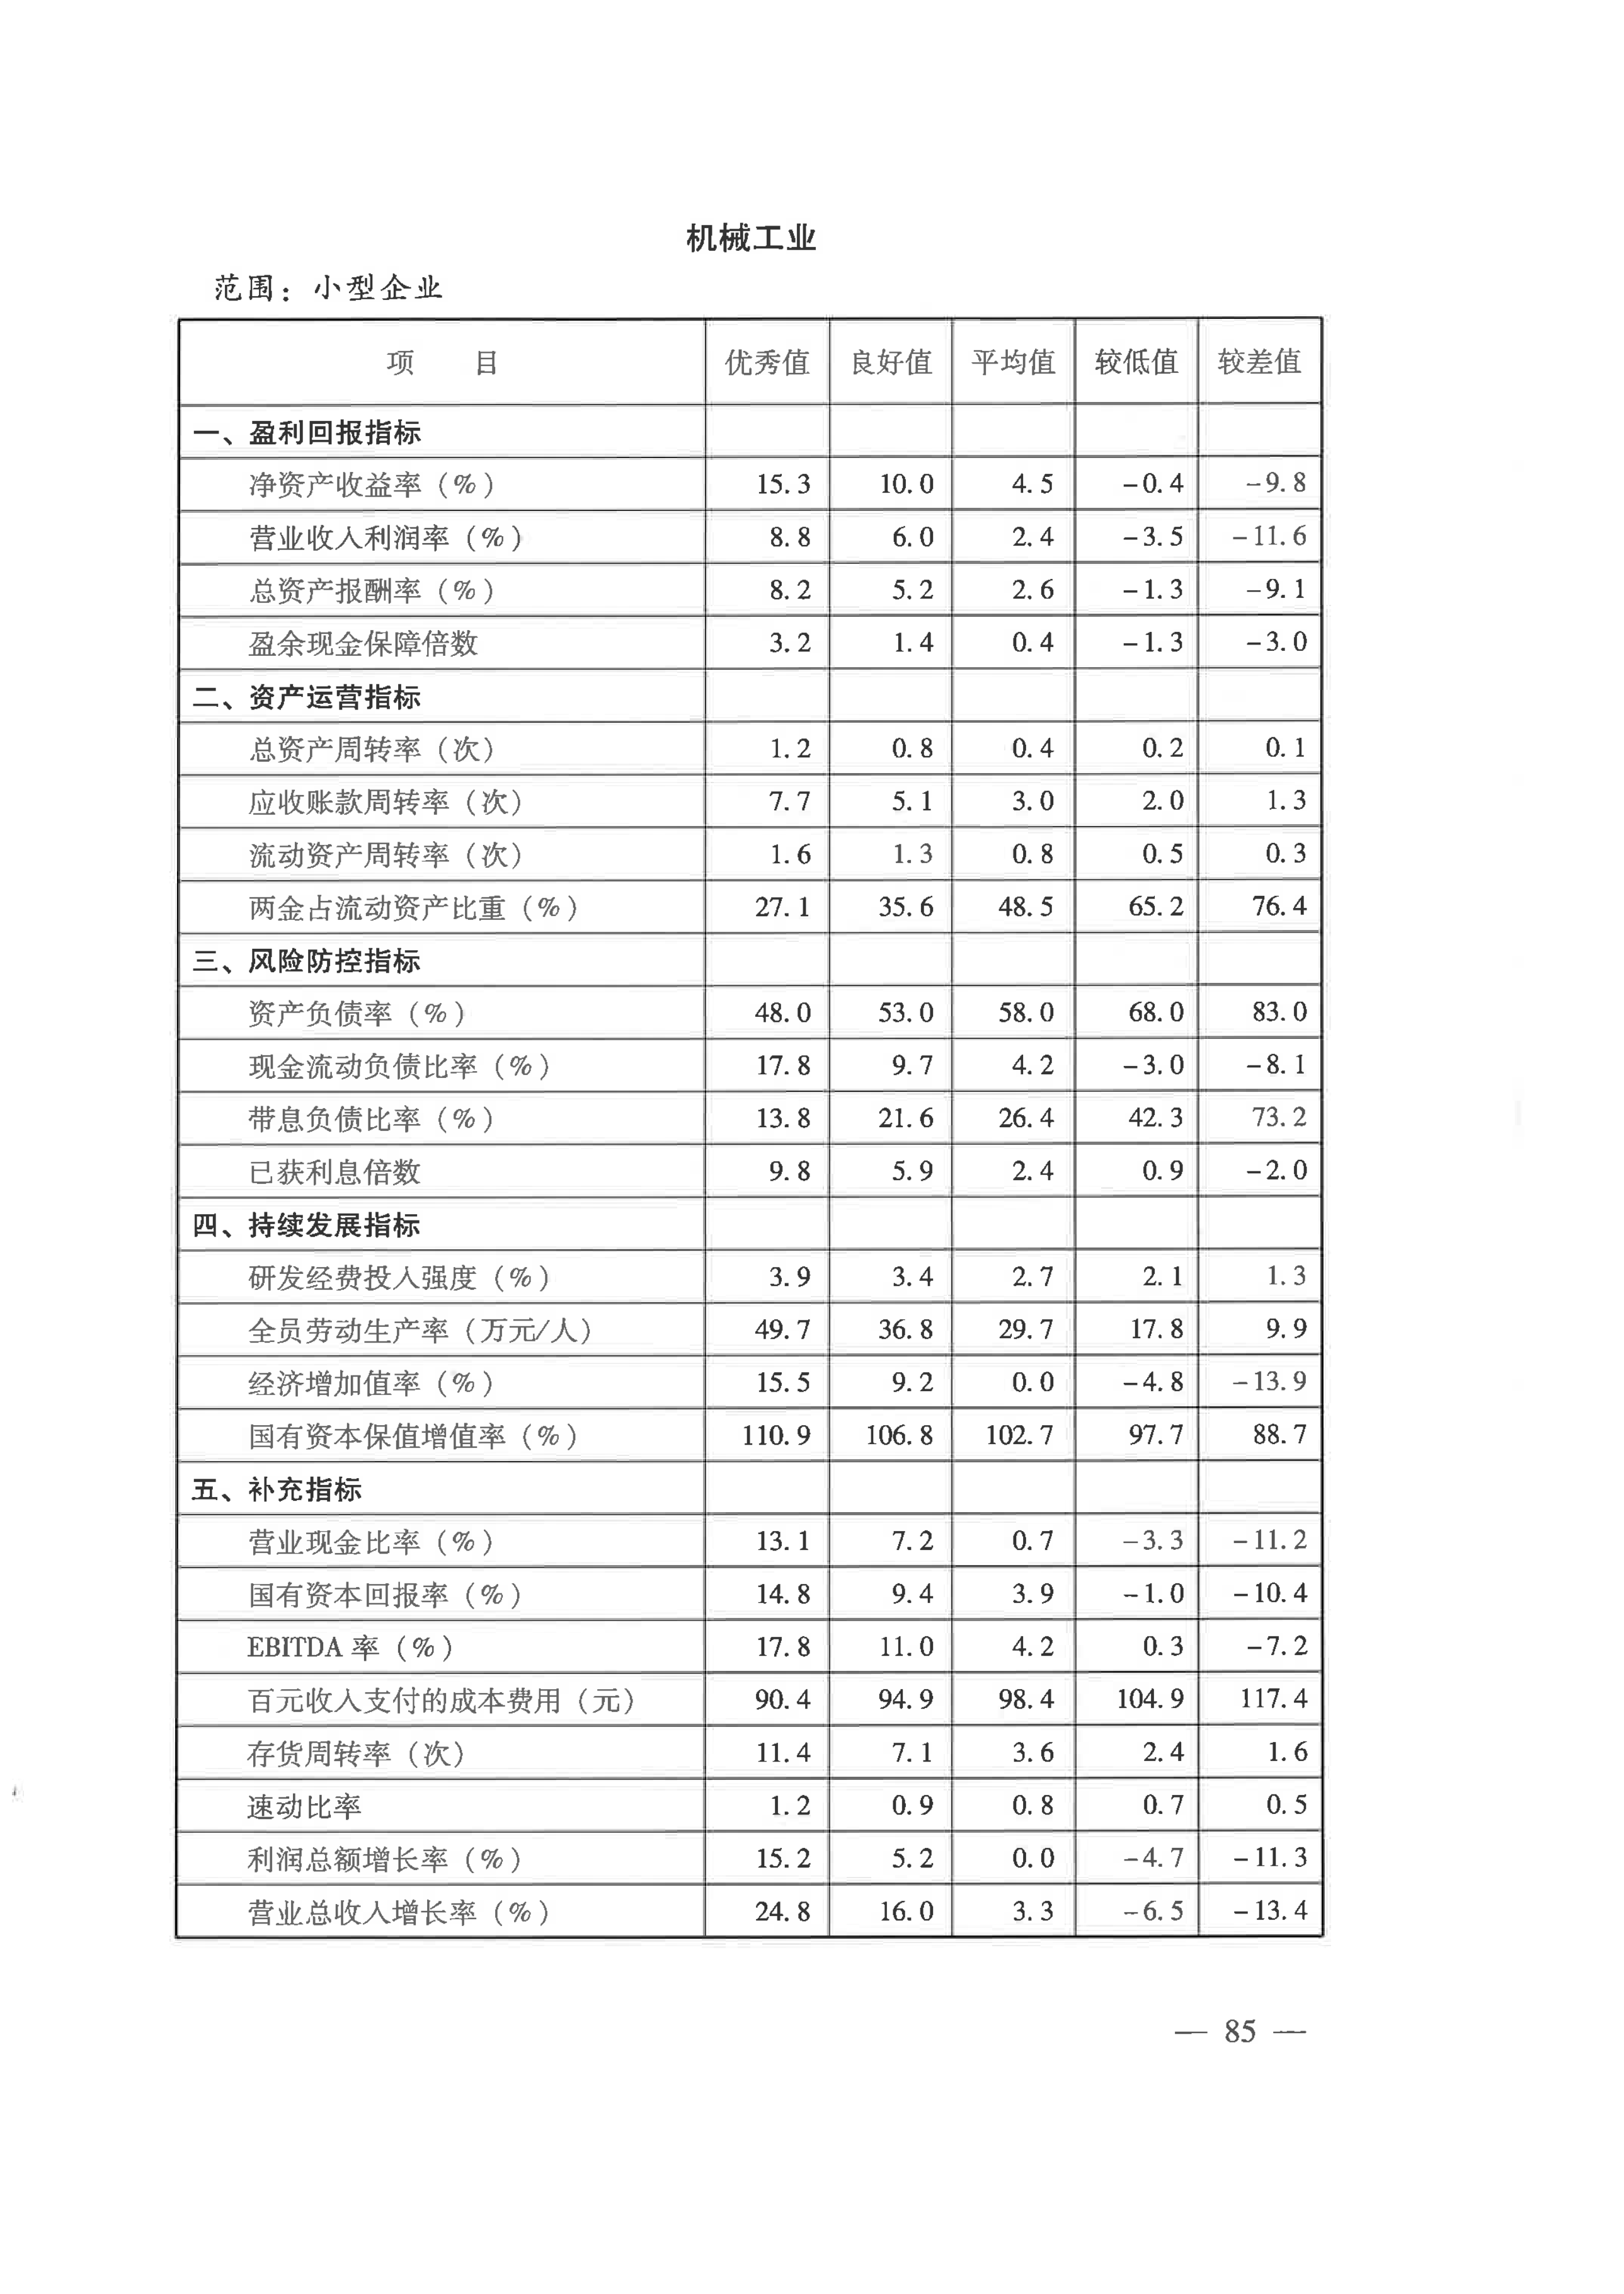 机械工业
范围：小型企业
项 目 优秀值 良好值 平均值 较低值 较差值
一、盈利回报指标
净资产收益率（%） 15.3 10.0 4.5 -0.4 -9.8
营业收入利润率（%） 8.8 6.0 2.4 -3.5 -11.6
总资产报酬率（%） 8.2 5.2 2.6 -1.3 -9.1
盈余现金保障倍数 3.2 1.4 0.4 -1.3 -3.0
二、资产运营指标
总资产周转率（次） 1.2 0.8 0.4 0.2 0.1
应收账款周转率（次） 7.7 5.1 3.0 2.0 1.3
流动资产周转率（次） 1.6 1.3 0.8 0.5 0.3
两金占流动资产比重（%） 27.1 35.6 48.5 65.2 76.4
三、风险防控指标
资产负债率（%） 48.0 53.0 58.0 68.0 83.0
现金流动负债比率（%） 17.8 9.7 4.2 -3.0 -8.1
带息负债比率（%） 13.8 21.6 26.4 42.3 73.2
已获利息倍数 9.8 5.9 2.4 0.9 -2.0
四、持续发展指标
研发经费投入强度（%） 3.9 3.4 2.7 2.1 1.3
全员劳动生产率（万元/人） 49.7 36.8 29.7 17.8 9.9
经济增加值率（%） 15.5 9.2 0.0 -4.8 -13.9
国有资本保值增值率（%） 110.9 106.8 102.7 97.7 88.7
五、补充指标
营业现金比率（%） 13.1 7.2 0.7 -3.3 -11.2
国有资本回报率（%） 14.8 9.4 3.9 -1.0 -10.4
EBITDA 率（%） 17.8 11.0 4.2 0.3 -7.2
百元收入支付的成本费用（元） 90.4 94.9 98.4 104.9 117.4
存货周转率（次） 11.4 7.1 3.6 2.4 1.6
速动比率 1.2 0.9 0.8 0.7 0.5
利润总额增长率（%） 15.2 5.2 0.0 -4.7 -11.3
营业总收入增长率（%） 24.8 16.0 3.3 -6.5 -13.4
— 85 —